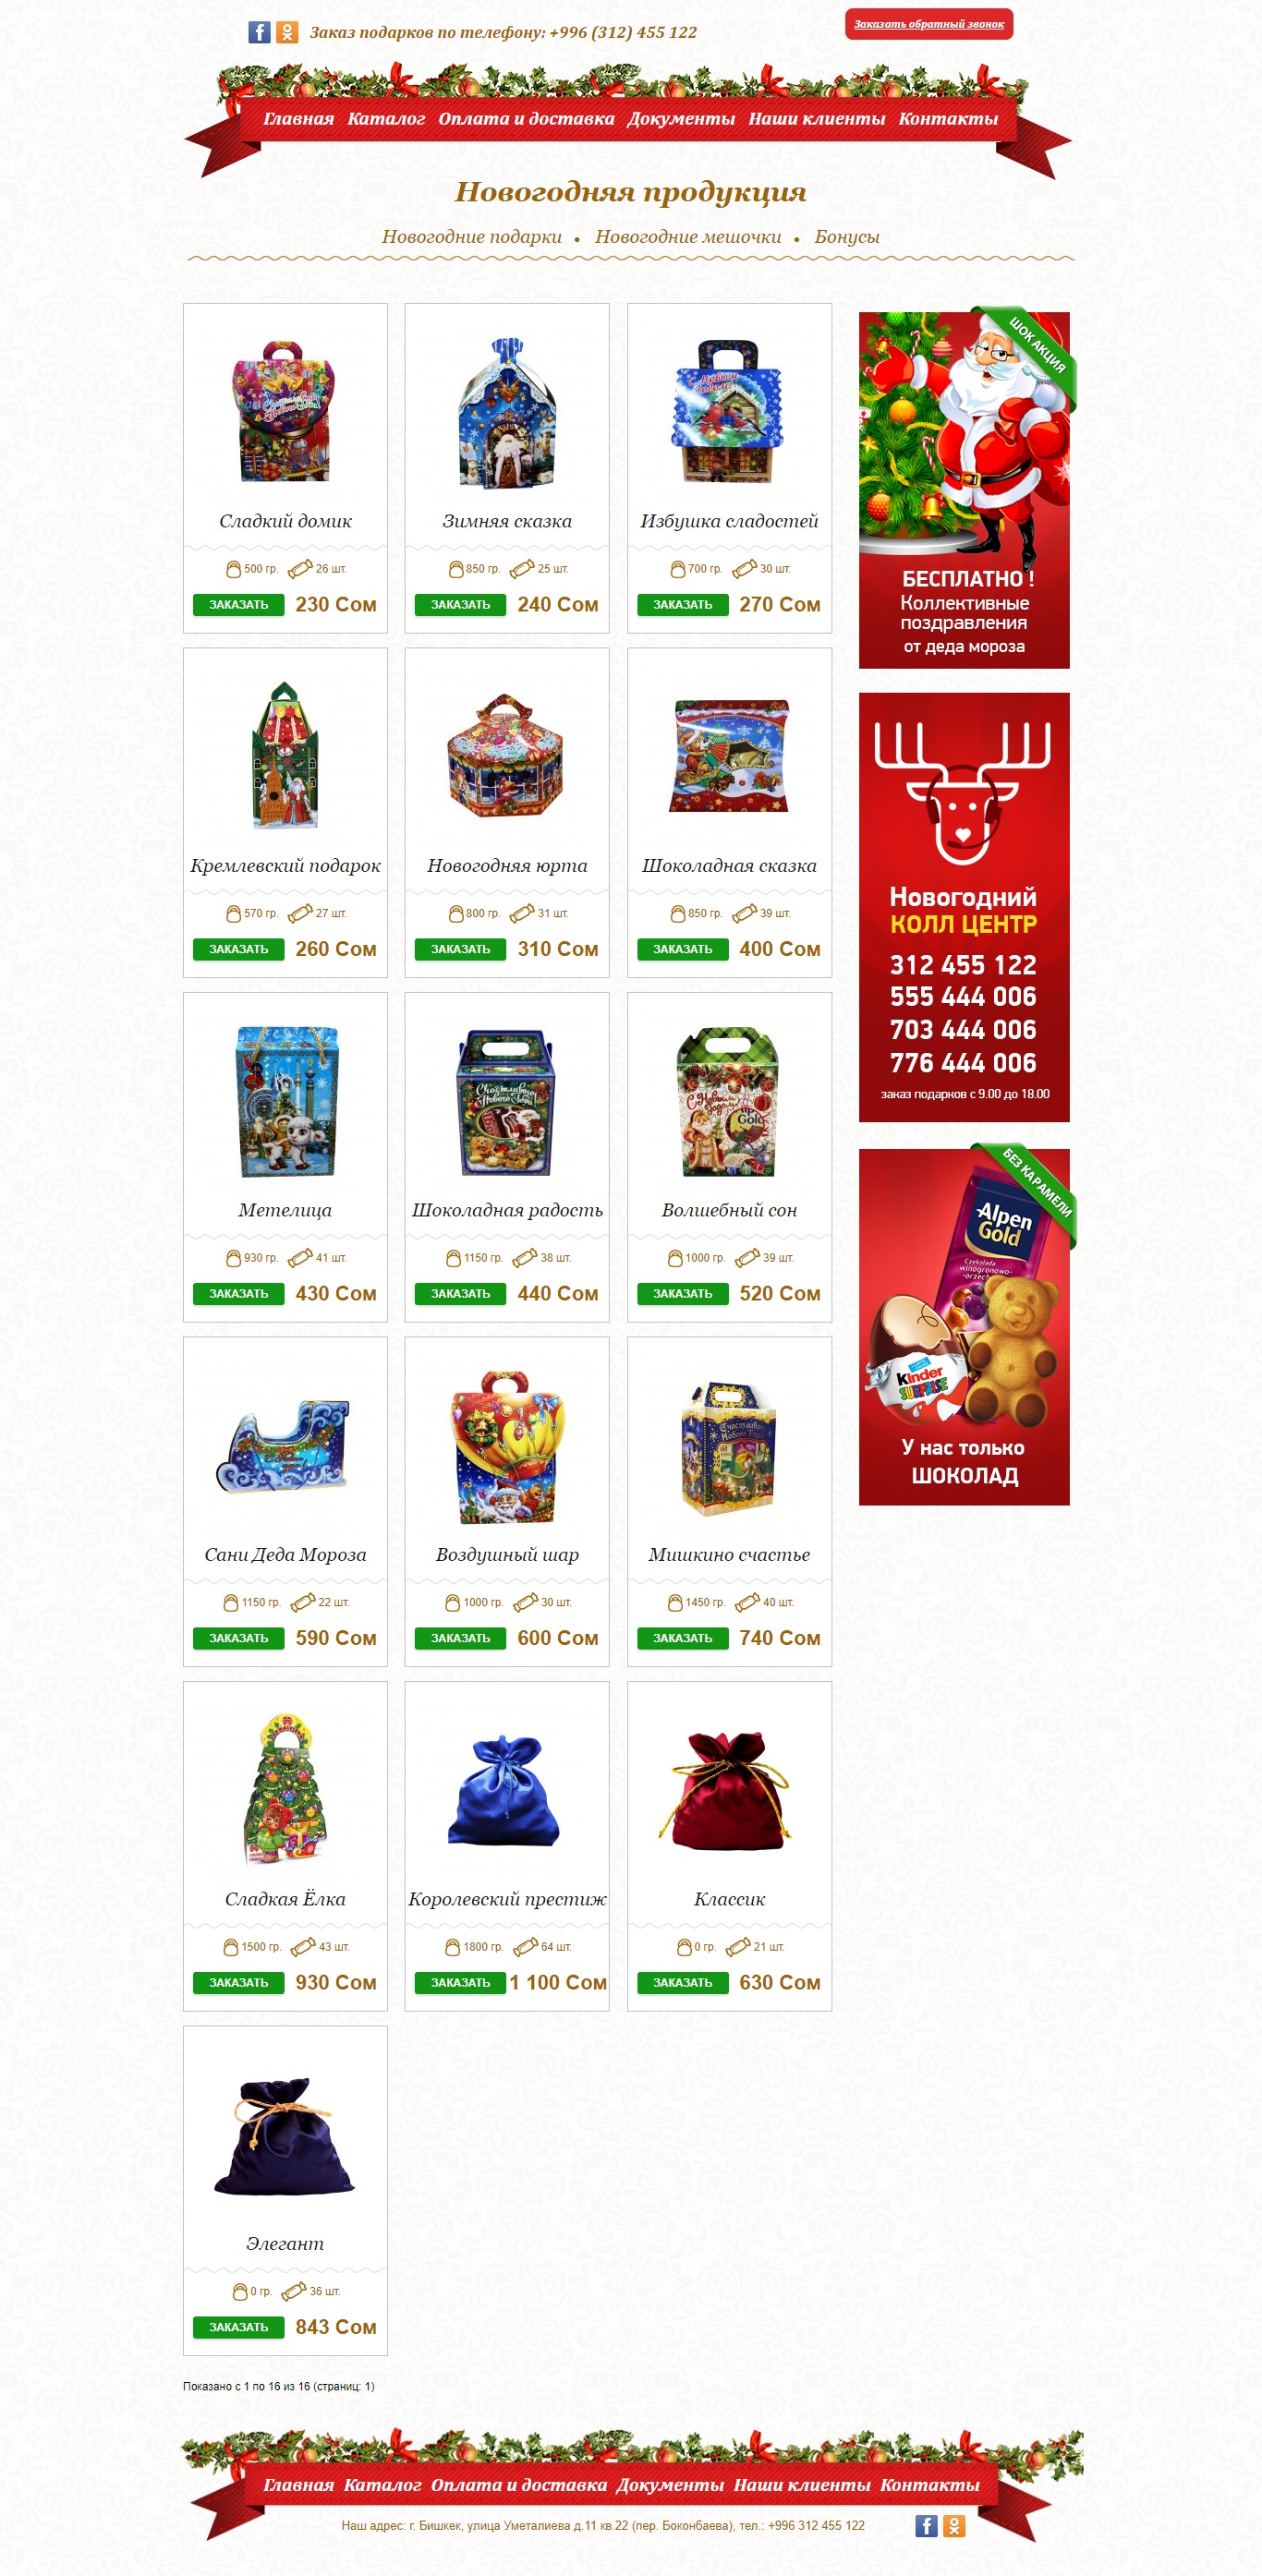 Заказ подарков по телефону: +996 (312) 455 122
Заказать обратный звонок
Главная Каталог Оплата и доставка Документы Наши клиенты Контакты
Новогодняя продукция
Новогодние подарки • Новогодние мешочки • Бонусы
Сладкий домик
500 гр. 26 шт.
ЗАКАЗАТЬ 230 Сом
Зимняя сказка
850 гр. 25 шт.
ЗАКАЗАТЬ 240 Сом
Избушка сладостей
700 гр. 30 шт.
ЗАКАЗАТЬ 270 Сом
Кремлевский подарок
570 гр. 27 шт.
ЗАКАЗАТЬ 260 Сом
Новогодняя юрта
800 гр. 31 шт.
ЗАКАЗАТЬ 310 Сом
Шоколадная сказка
850 гр. 39 шт.
ЗАКАЗАТЬ 400 Сом
Метелица
930 гр. 41 шт.
ЗАКАЗАТЬ 430 Сом
Счастливого
Нового Года!
Шоколадная радость
1150 гр. 38 шт.
ЗАКАЗАТЬ 440 Сом
С Новым
Годом!
Gold
Волшебный сон
1000 гр. 39 шт.
ЗАКАЗАТЬ 520 Сом
Сани Деда Мороза
1150 гр. 22 шт.
ЗАКАЗАТЬ 590 Сом
Воздушный шар
1000 гр. 30 шт.
ЗАКАЗАТЬ 600 Сом
Мишкино счастье
1450 гр. 40 шт.
ЗАКАЗАТЬ 740 Сом
Сладкая Ёлка
1500 гр. 43 шт.
ЗАКАЗАТЬ 930 Сом
Королевский престиж
1800 гр. 64 шт.
ЗАКАЗАТЬ 1 100 Сом
Классик
0 гр. 21 шт.
ЗАКАЗАТЬ 630 Сом
Элегант
0 гр. 36 шт.
ЗАКАЗАТЬ 843 Сом
Показано с 1 по 16 из 16 (страниц: 1)
ШОК АКЦИЯ
БЕСПЛАТНО !
Коллективные
поздравления
от деда мороза
Новогодний
КОЛЛ ЦЕНТР
312 455 122
555 444 006
703 444 006
776 444 006
заказ подарков с 9.00 до 18.00
БЕЗ КАРАМЕЛИ
Alpen
Gold
Czekolada
winogronowo-
-orzech
kinder
SURPRISE
У нас только
ШОКОЛАД
Главная Каталог Оплата и доставка Документы Наши клиенты Контакты
Наш адрес: г. Бишкек, улица Уметалиева д.11 кв.22 (пер. Боконбаева), тел.: +996 312 455 122